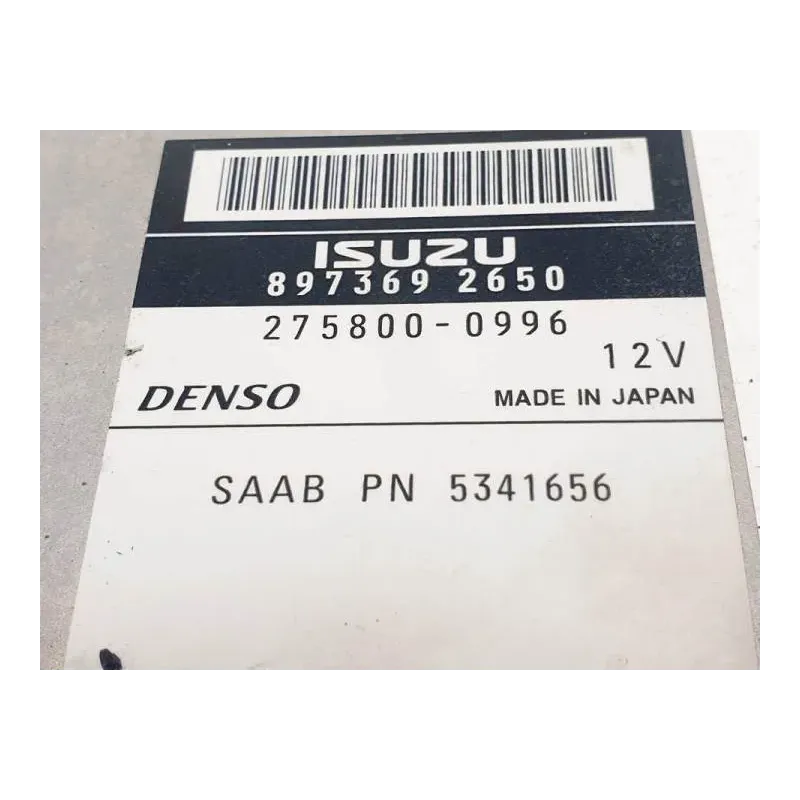 ISUZU
897369 2650
275800-0996
12V
DENSO MADE IN JAPAN
SAAB PN 5341656